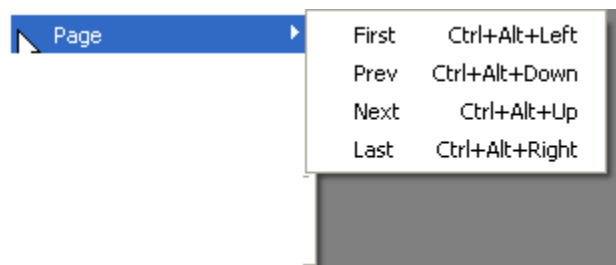 Page
First Ctrl+Alt+Left
Prev Ctrl+Alt+Down
Next Ctrl+Alt+Up
Last Ctrl+Alt+Right